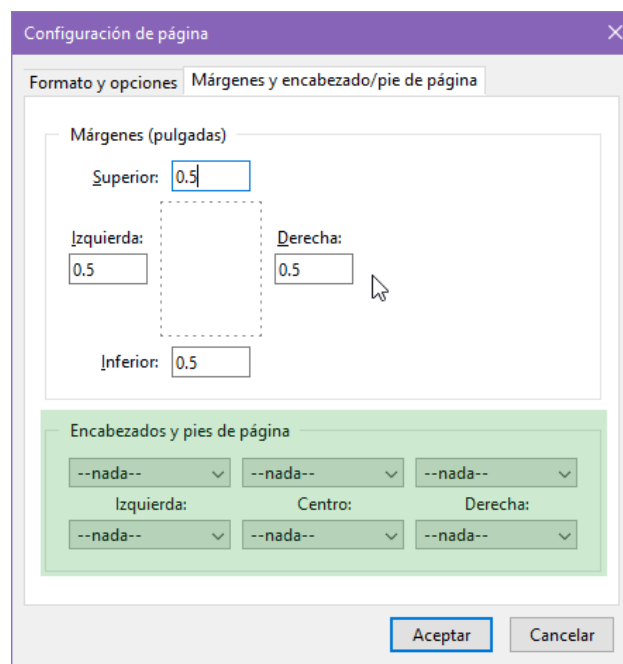 Configuración de página
Formato y opciones Márgenes y encabezado/pie de página
Márgenes (pulgadas)
Superior: 0.5
Izquierda: Derecha:
0.5 0.5
Inferior: 0.5
Encabezados y pies de página
--nada-- --nada-- --nada--
Izquierda: Centro: Derecha:
--nada-- --nada-- --nada--
Aceptar Cancelar